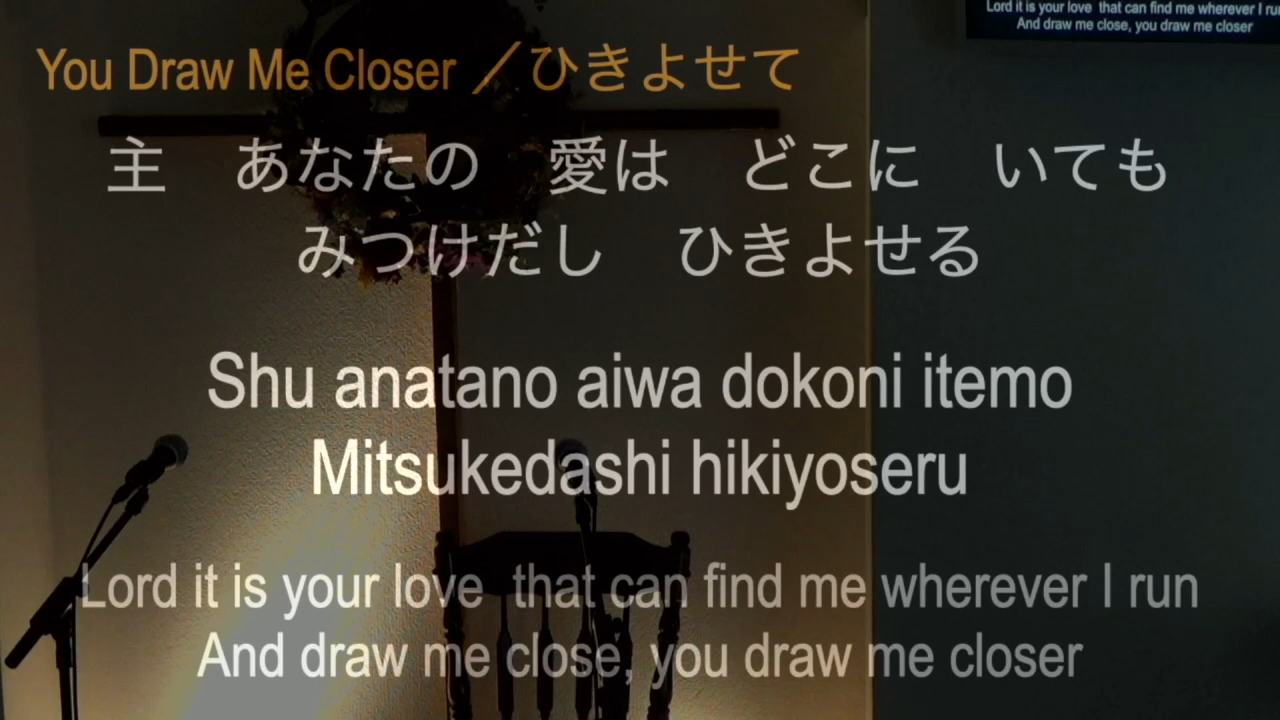 Lord it is your love that can find me wherever I ru
And draw me close, you draw me closer
You Draw Me Closer ／ひきよせて
主　あなたの　愛は　どこに　いても
みつけだし　ひきよせる
Shu anatano aiwa dokoni itemo
Mitsukedashi hikiyoseru
Lord it is your love that can find me wherever I run
And draw me close, you draw me closer